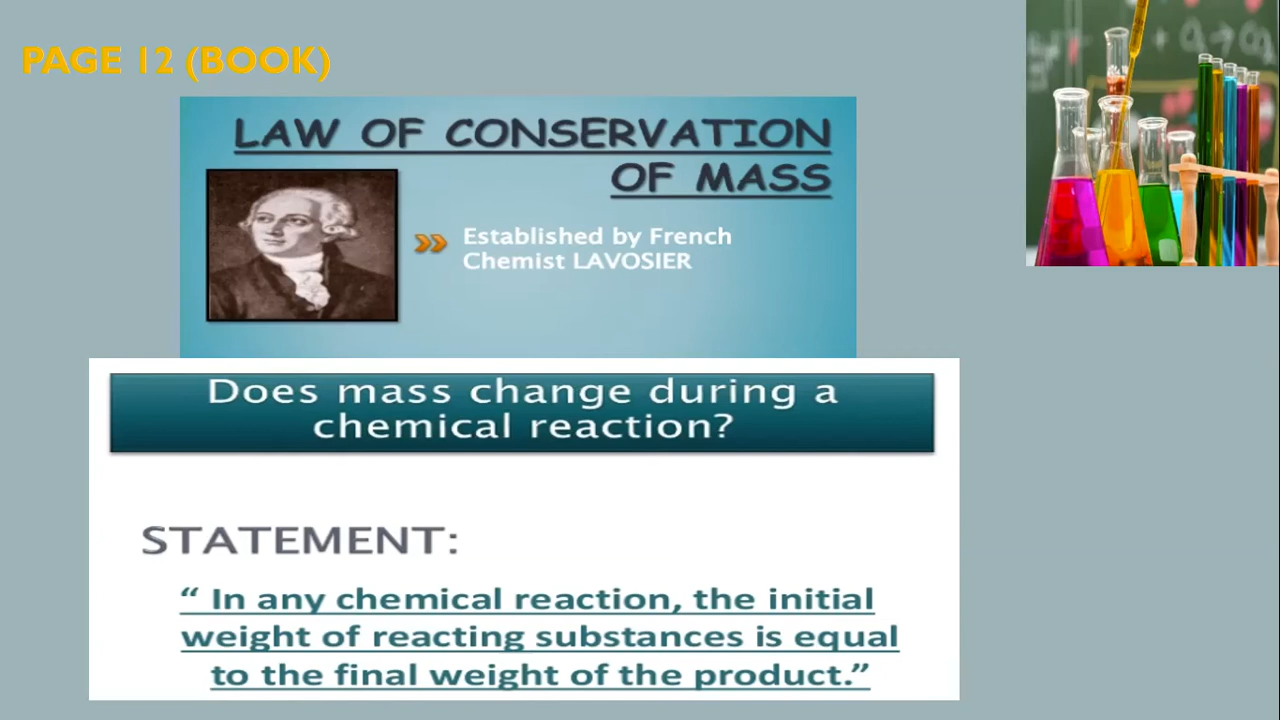 PAGE 12 (BOOK)
LAW OF CONSERVATION
OF MASS
Established by French
Chemist LAVOSIER
Does mass change during a
chemical reaction?
STATEMENT:
“ In any chemical reaction, the initial
weight of reacting substances is equal
to the final weight of the product.”